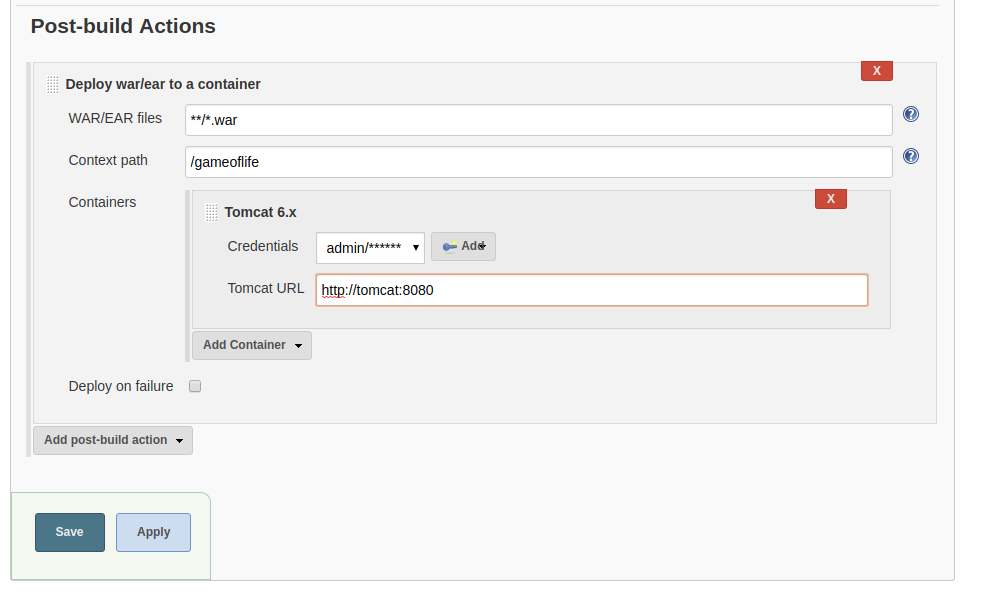 Post-build Actions
X
Deploy war/ear to a container
WAR/EAR files
**/*.war
?
Context path
/gameoflife
?
Containers
X
Tomcat 6.x
Credentials
admin/******
Add
Tomcat URL
http://tomcat:8080
Add Container
Deploy on failure
Add post-build action
Save
Apply